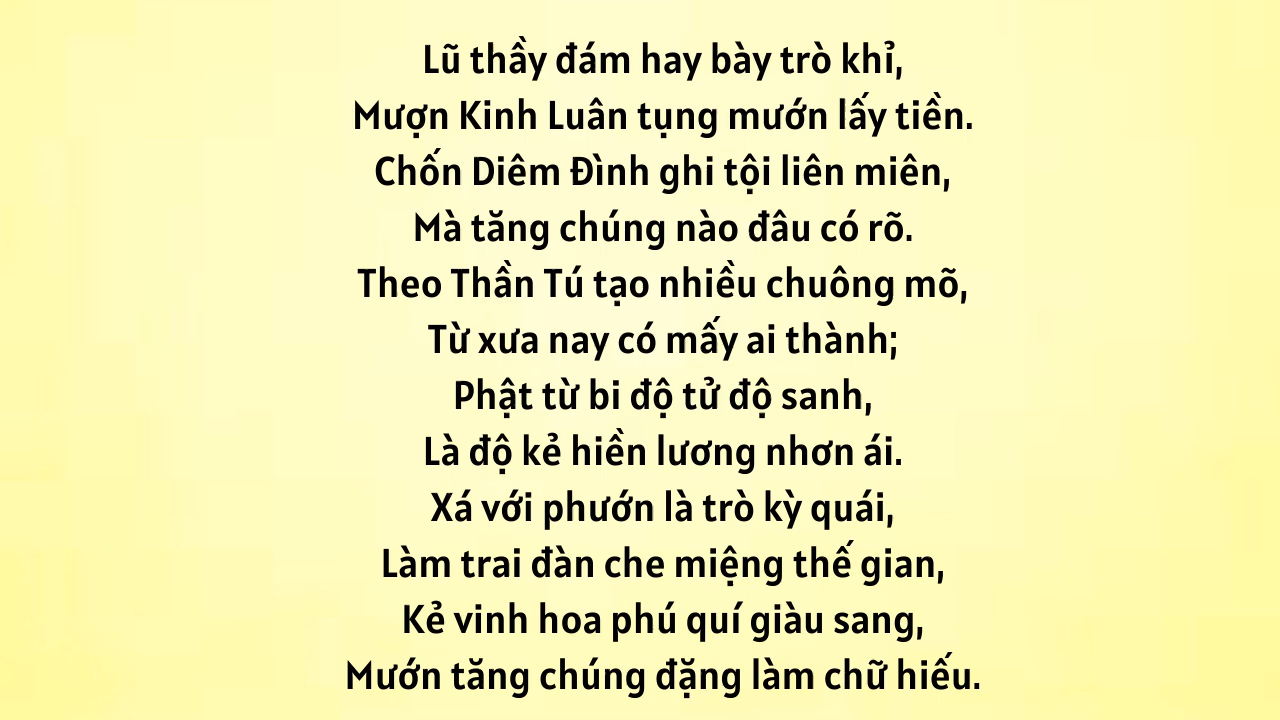 Lũ thầy đám hay bày trò khỉ,
Mượn Kinh Luân tụng mướn lấy tiền.
Chốn Diêm Đình ghi tội liên miên,
Mà tăng chúng nào đâu có rõ.
Theo Thần Tú tạo nhiều chuông mõ,
Từ xưa nay có mấy ai thành;
Phật từ bi độ tử độ sanh,
Là độ kẻ hiền lương nhơn ái.
Xá với phướn là trò kỳ quái,
Làm trai đàn che miệng thế gian,
Kẻ vinh hoa phú quí giàu sang,
Mướn tăng chúng đặng làm chữ hiếu.